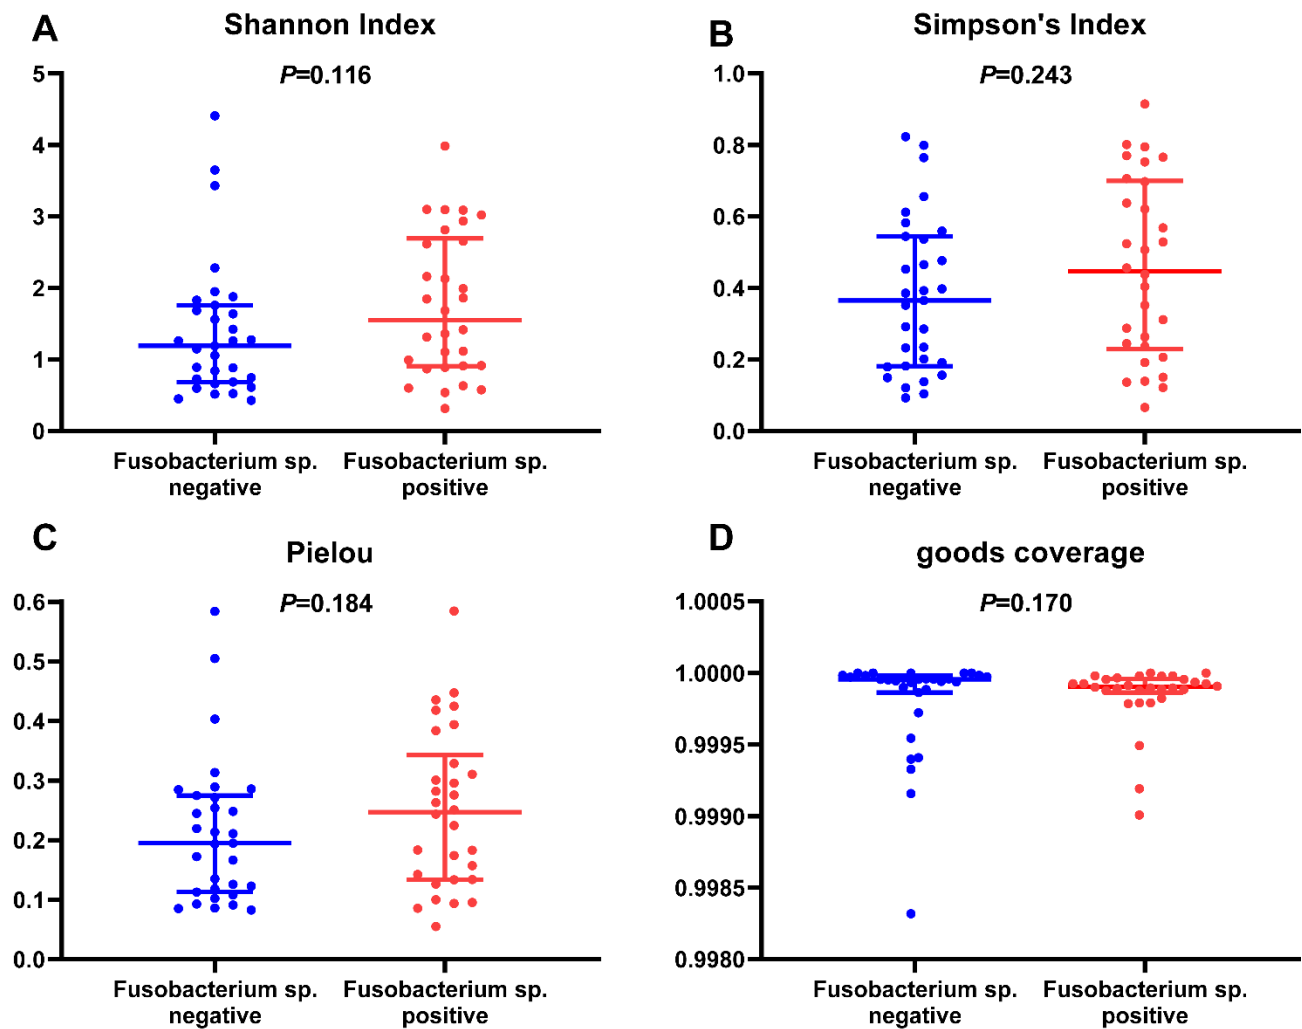 A
Shannon Index
P=0.116
5
4
3
2
1
0
Fusobacterium sp.
negative
Fusobacterium sp.
positive
B
Simpson's Index
P=0.243
1.0
0.8
0.6
0.4
0.2
0.0
Fusobacterium sp.
negative
Fusobacterium sp.
positive
C
Pielou
P=0.184
0.6
0.5
0.4
0.3
0.2
0.1
0.0
Fusobacterium sp.
negative
Fusobacterium sp.
positive
D
goods coverage
P=0.170
1.0005
1.0000
0.9995
0.9990
0.9985
0.9980
Fusobacterium sp.
negative
Fusobacterium sp.
positive